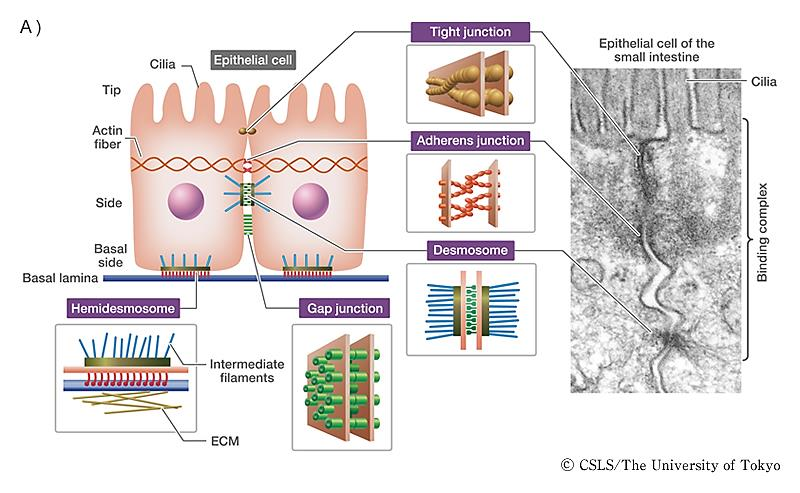 A)
Tight junction
Epithelial cell of the
small intestine
Epithelial cell
Cilia
Tip
Cilia
Actin
fiber
Adherens junction
Side
Binding complex
Desmosome
Basal
side
Basal lamina
Hemidesmosome
Gap junction
Intermediate
filaments
ECM
© CSLS/The University of Tokyo